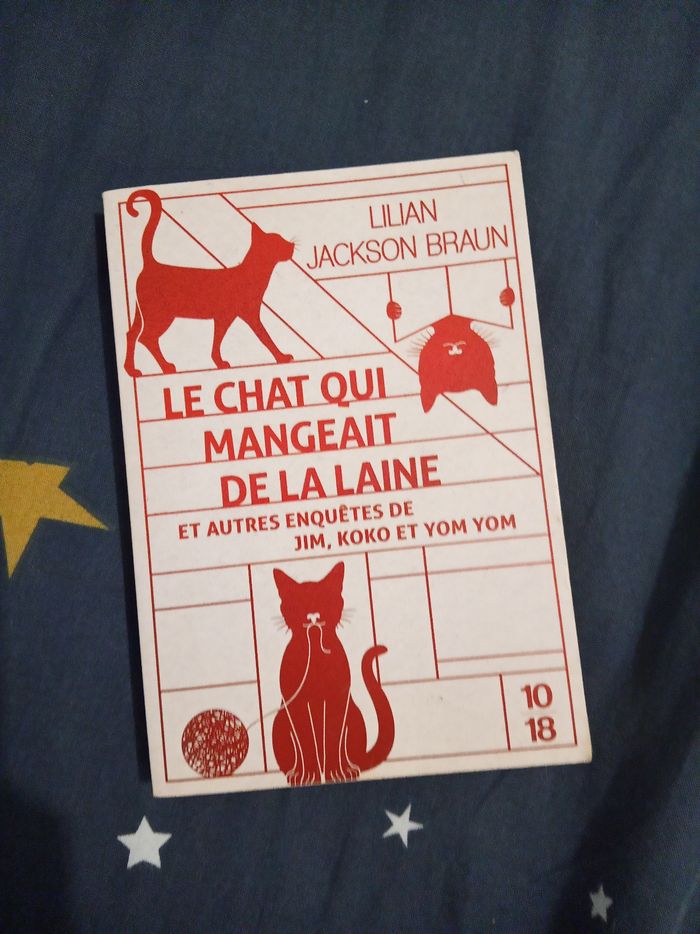 LILIAN
JACKSON BRAUN
LE CHAT QUI
MANGEAIT
DE LA LAINE
ET AUTRES ENQUÊTES DE
JIM, KOKO ET YOM YOM
10
18